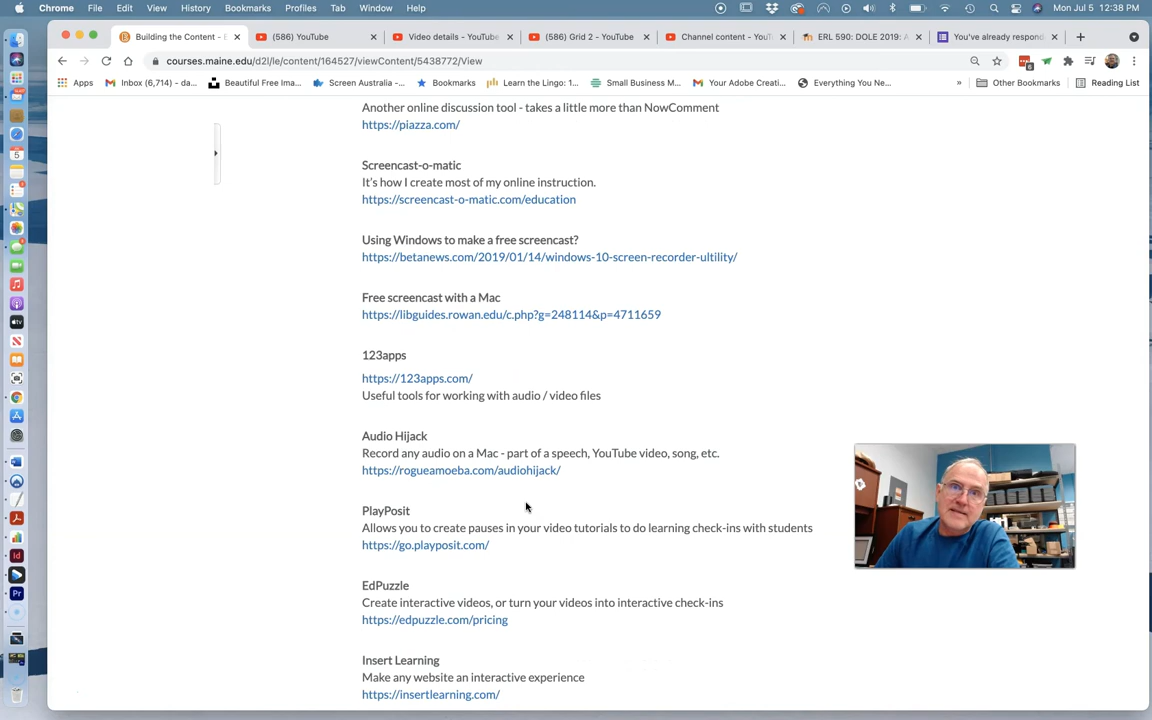 Chrome File Edit View History Bookmarks Profiles Tab Window Help Mon Jul 5 12:38 PM
Building the Content - E
(586) YouTube
Video details - YouTube
(586) Grid 2 - YouTube
Channel content - YouTu
ERL 590: DOLE 2019: A
You've already respond
courses.maine.edu/d2l/le/content/164527/viewContent/5438772/View
Apps
Inbox (6,714) - da...
Beautiful Free Ima...
Screen Australia -...
Bookmarks
Learn the Lingo: 1...
Small Business M...
Your Adobe Creati...
Everything You Ne...
»
Other Bookmarks
Reading List
Another online discussion tool - takes a little more than NowComment
https://piazza.com/
Screencast-o-matic
It's how I create most of my online instruction.
https://screencast-o-matic.com/education
Using Windows to make a free screencast?
https://betanews.com/2019/01/14/windows-10-screen-recorder-ultility/
Free screencast with a Mac
https://libguides.rowan.edu/c.php?g=248114&p=4711659
123apps
https://123apps.com/
Useful tools for working with audio / video files
Audio Hijack
Record any audio on a Mac - part of a speech, YouTube video, song, etc.
https://rogueamoeba.com/audiohijack/
PlayPosit
Allows you to create pauses in your video tutorials to do learning check-ins with students
https://go.playposit.com/
EdPuzzle
Create interactive videos, or turn your videos into interactive check-ins
https://edpuzzle.com/pricing
Insert Learning
Make any website an interactive experience
https://insertlearning.com/